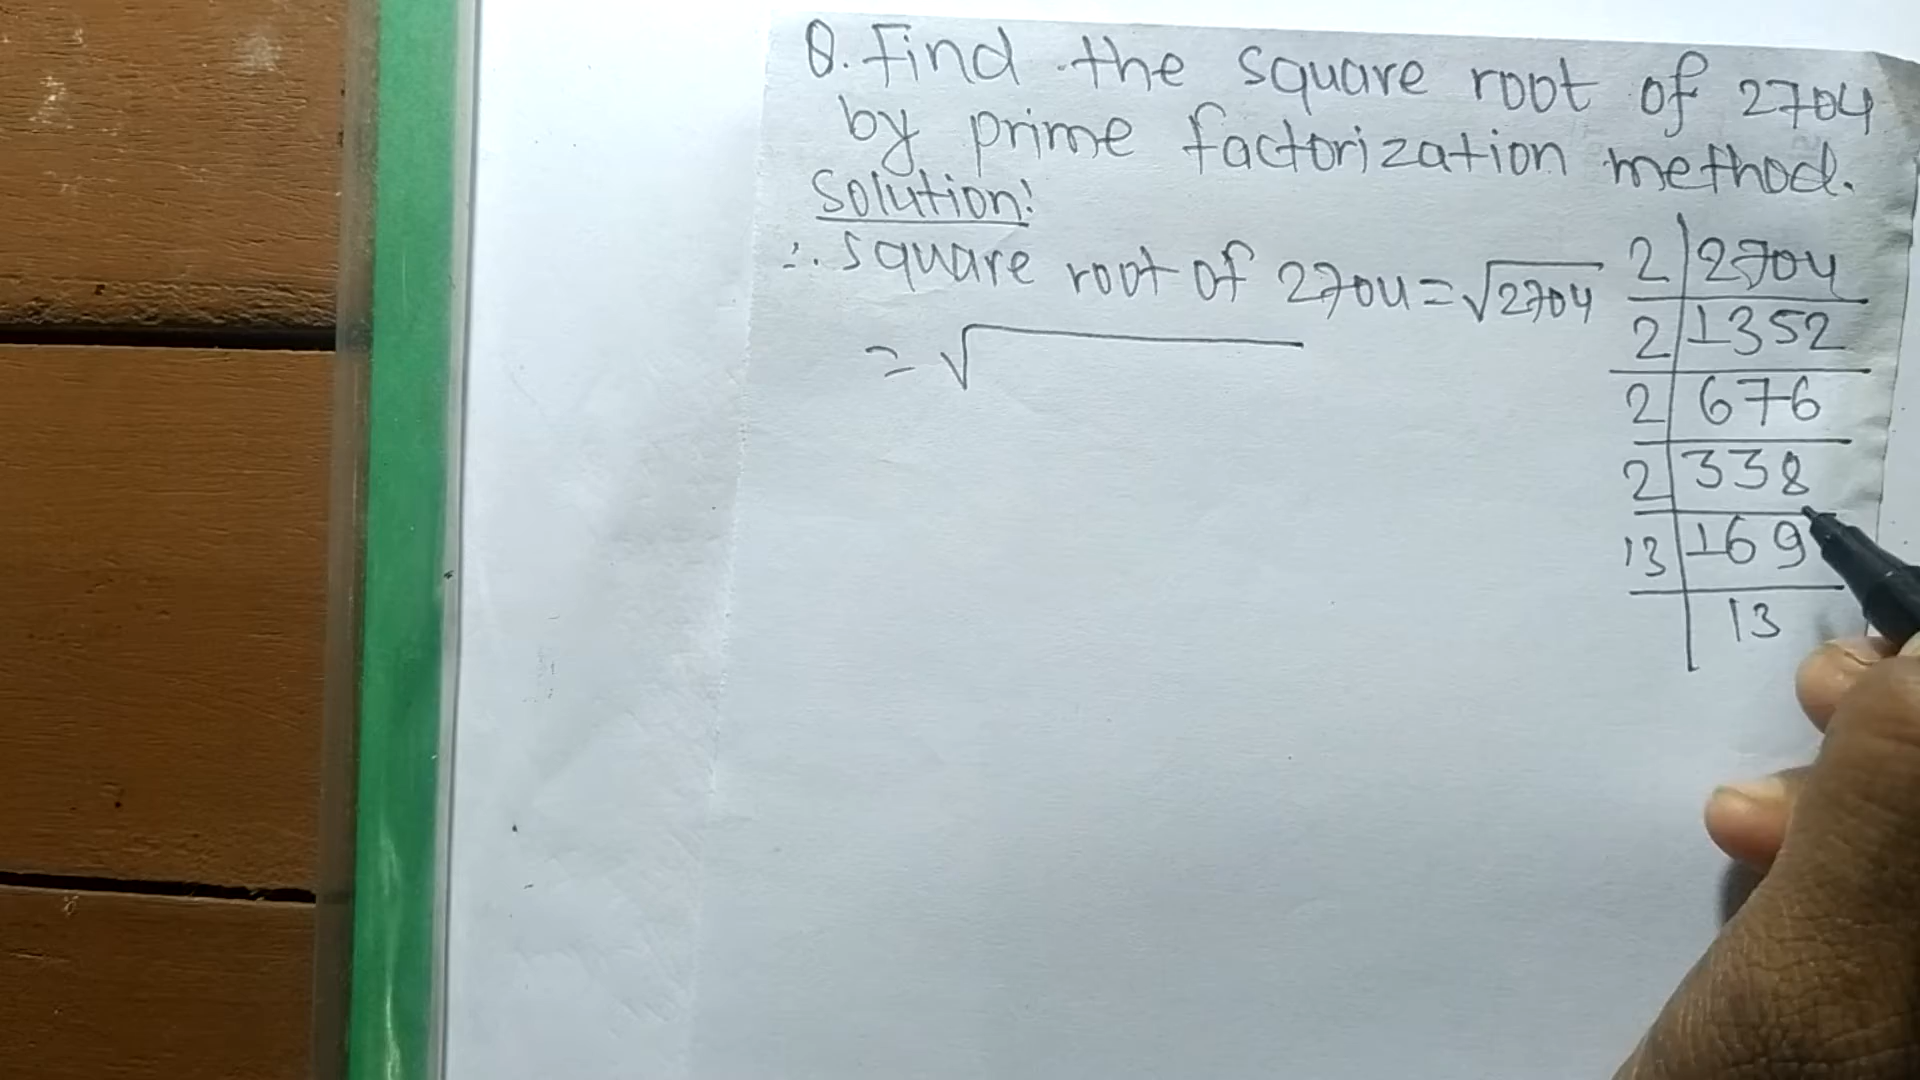 Q. Find the square root of 2704
by prime factorization method.
Solution:
∴ square root of 2704 = √2704
= √
2 | 2704
2 | 1352
2 | 676
2 | 338
13 | 169
| 13